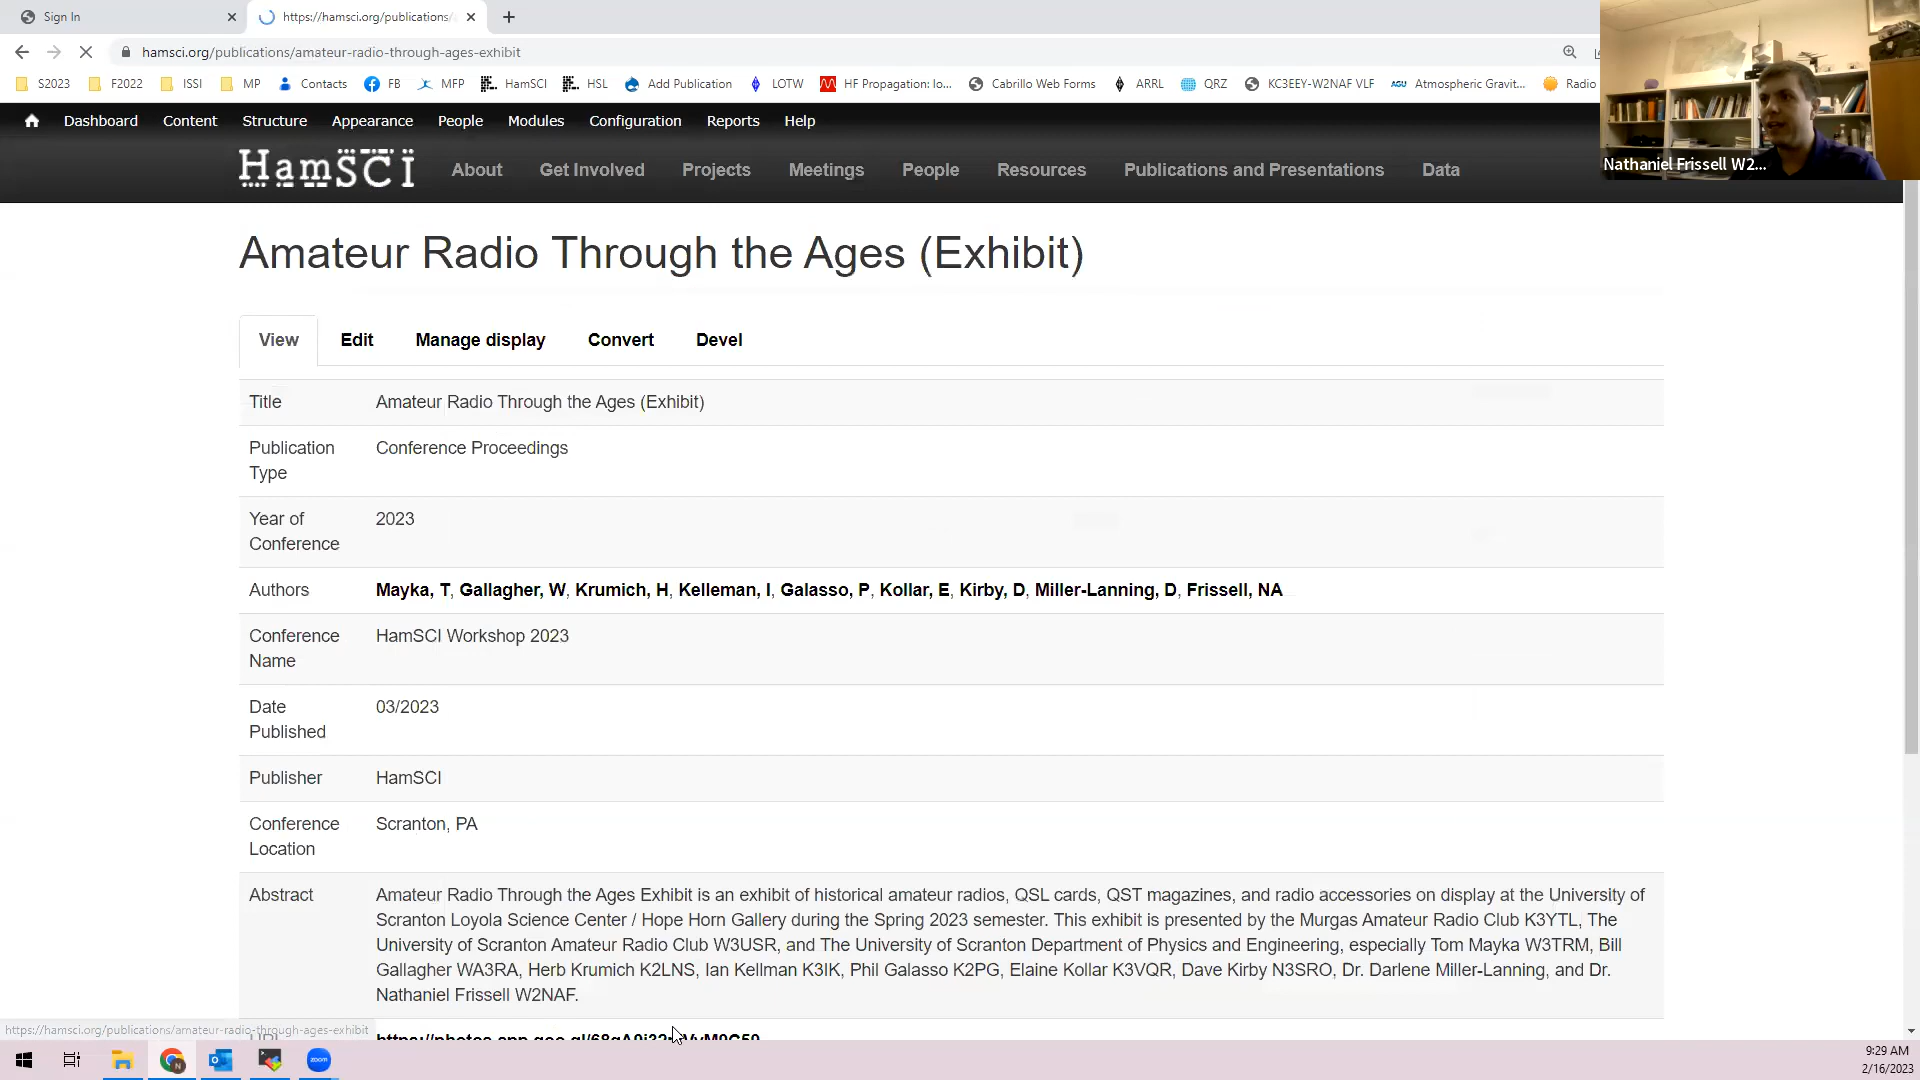 Sign In
https://hamsci.org/publications/
hamsci.org/publications/amateur-radio-through-ages-exhibit
S2023 F2022 ISSI MP Contacts FB MFP HamSCI HSL Add Publication LOTW HF Propagation: Io... Cabrillo Web Forms ARRL QRZ KC3EEY-W2NAF VLF AGU Atmospheric Gravit... Radio
Dashboard Content Structure Appearance People Modules Configuration Reports Help
HamSCI About Get Involved Projects Meetings People Resources Publications and Presentations Data
Nathaniel Frissell W2...
Amateur Radio Through the Ages (Exhibit)
View Edit Manage display Convert Devel
Title Amateur Radio Through the Ages (Exhibit)
Publication Conference Proceedings
Type
Year of 2023
Conference
Authors Mayka, T, Gallagher, W, Krumich, H, Kelleman, I, Galasso, P, Kollar, E, Kirby, D, Miller-Lanning, D, Frissell, NA
Conference HamSCI Workshop 2023
Name
Date 03/2023
Published
Publisher HamSCI
Conference Scranton, PA
Location
Abstract Amateur Radio Through the Ages Exhibit is an exhibit of historical amateur radios, QSL cards, QST magazines, and radio accessories on display at the University of
Scranton Loyola Science Center / Hope Horn Gallery during the Spring 2023 semester. This exhibit is presented by the Murgas Amateur Radio Club K3YTL, The
University of Scranton Amateur Radio Club W3USR, and The University of Scranton Department of Physics and Engineering, especially Tom Mayka W3TRM, Bill
Gallagher WA3RA, Herb Krumich K2LNS, Ian Kellman K3IK, Phil Galasso K2PG, Elaine Kollar K3VQR, Dave Kirby N3SRO, Dr. Darlene Miller-Lanning, and Dr.
Nathaniel Frissell W2NAF.
https://hamsci.org/publications/amateur-radio-through-ages-exhibit
URL
zoom
9:29 AM
2/16/2023